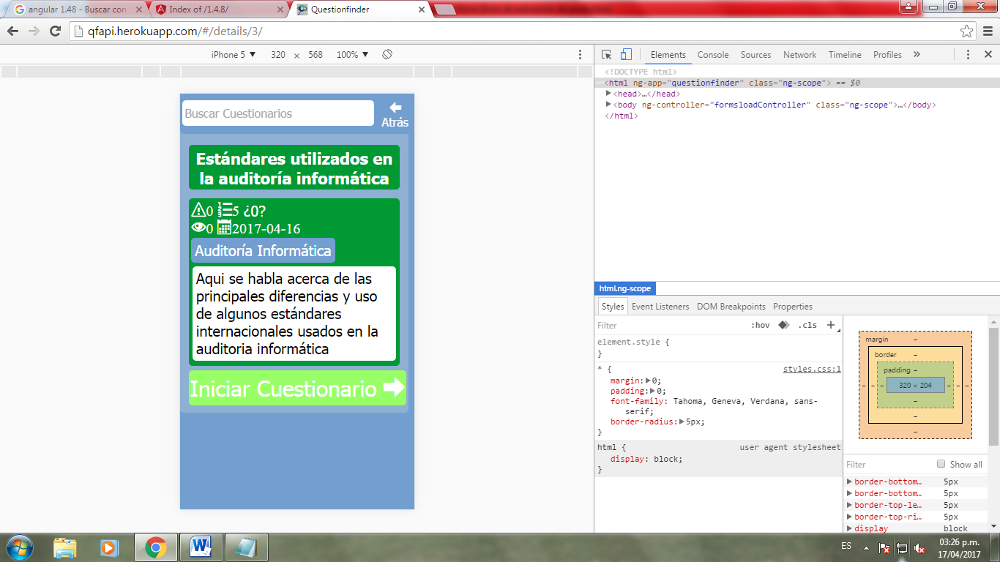 angular 1.48 - Buscar con
Index of /1.4.8/
Questionfinder
qfapi.herokuapp.com/#/details/3/
iPhone 5 ▼ 320 × 568 100% ▼
Elements Console Sources Network Timeline Profiles »
<!DOCTYPE html>
···<html ng-app="questionfinder" class="ng-scope"> == $0
▶<head>…</head>
▶<body ng-controller="formsloadController" class="ng-scope">…</body>
</html>
Buscar Cuestionarios
Atrás
Estándares utilizados en
la auditoría informática
0 5 ¿0?
0 2017-04-16
Auditoría Informática
Aqui se habla acerca de las
principales diferencias y uso
de algunos estándares
internacionales usados en la
auditoria informática
Iniciar Cuestionario
html.ng-scope
Styles Event Listeners DOM Breakpoints Properties
Filter :hov .cls +
element.style {
}
* { styles.css:1
margin:▶0;
padding:▶0;
font-family: Tahoma, Geneva, Verdana, sans-
serif;
border-radius:▶5px;
}
html { user agent stylesheet
display: block;
}
margin –
border –
padding –
– – – 320 × 204 – – –
–
–
–
Filter Show all
▶border-bottom… 5px
▶border-bottom… 5px
▶border-top-le… 5px
▶border-top-ri… 5px
▶display block
ES
03:26 p.m.
17/04/2017